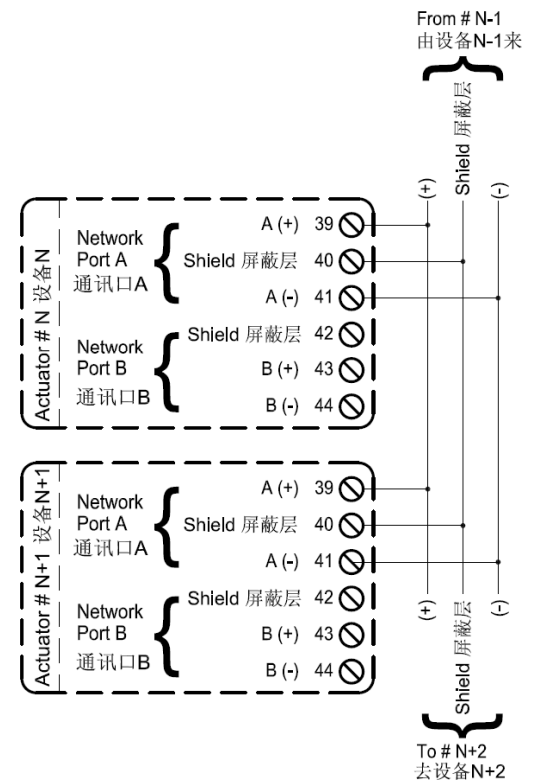 From # N-1
由设备N-1来
Shield 屏蔽层
(+)
(-)
Actuator # N 设备N
Network
Port A
通讯口A
A (+) 39
Shield 屏蔽层 40
A (-) 41
Network
Port B
通讯口B
Shield 屏蔽层 42
B (+) 43
B (-) 44
Actuator # N+1 设备N+1
Network
Port A
通讯口A
A (+) 39
Shield 屏蔽层 40
A (-) 41
Network
Port B
通讯口B
Shield 屏蔽层 42
B (+) 43
B (-) 44
(+)
Shield 屏蔽层
(-)
To # N+2
去设备N+2